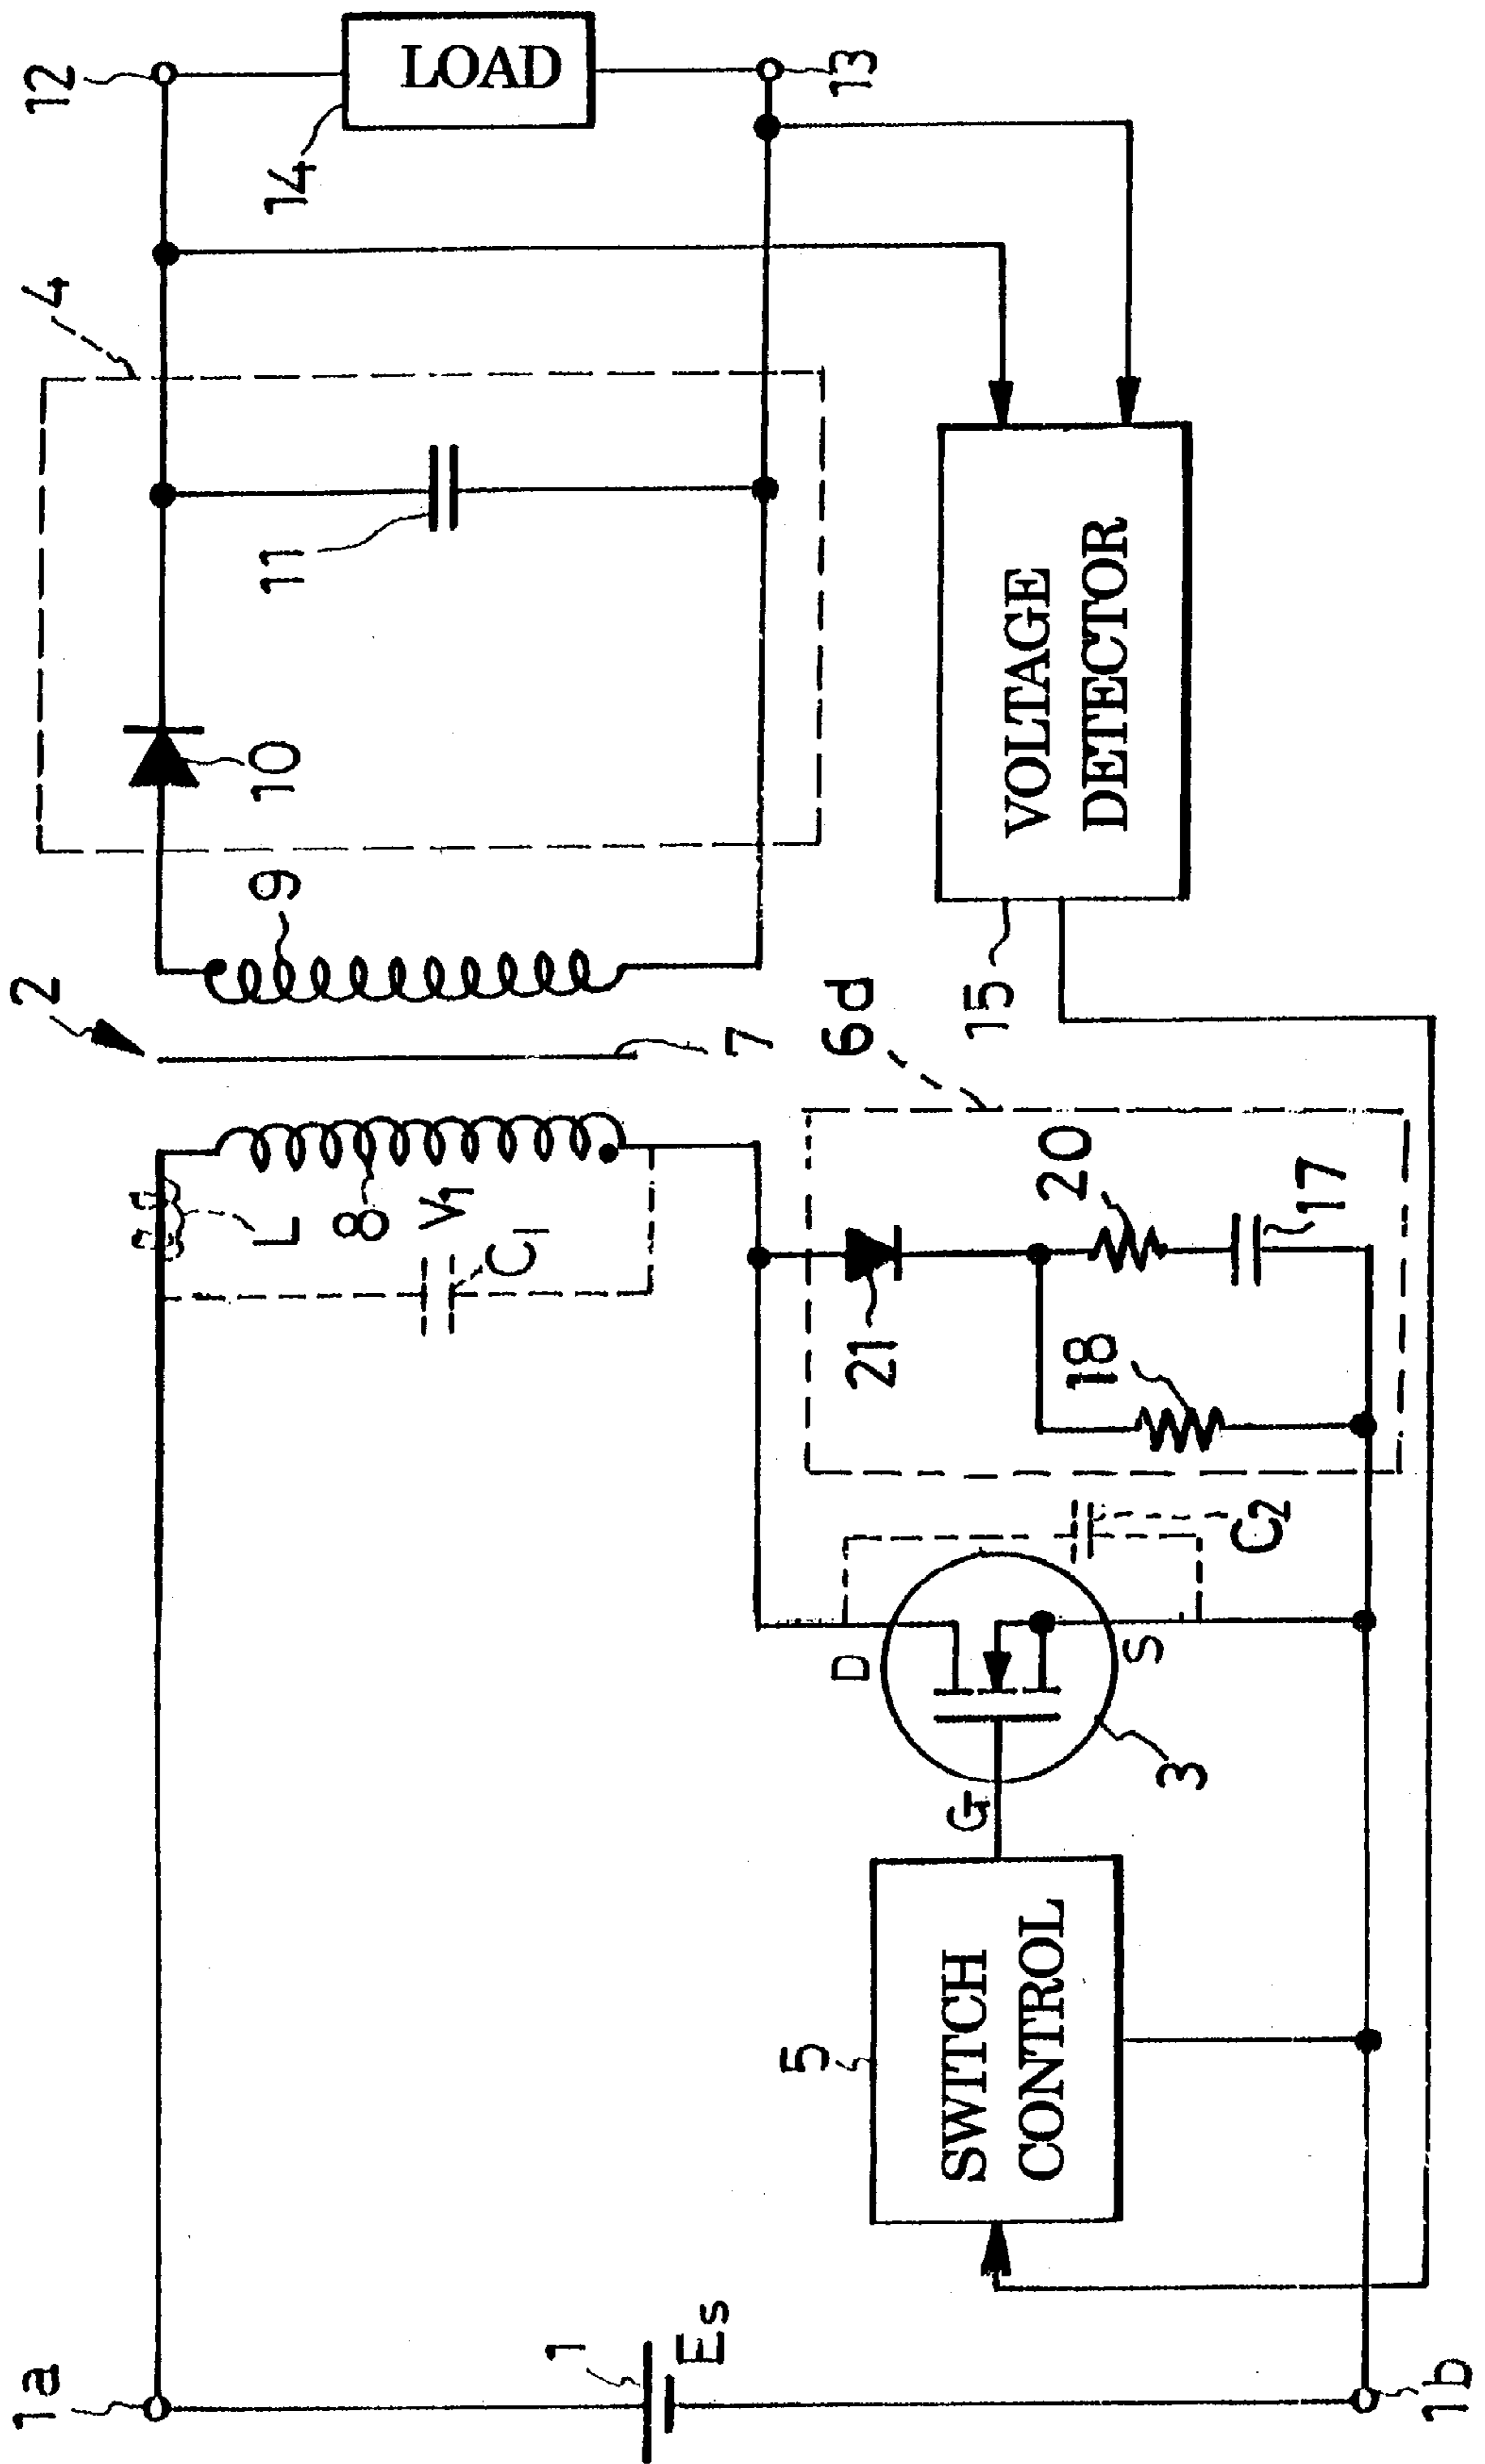 1a
1
Es
1b
5
SWITCH
CONTROL
G
D
S
3
C2
L
8
V1
C1
21
18
20
17
6d
2
7
9
10
11
4
15
VOLTAGE
DETECTOR
12
14
LOAD
13